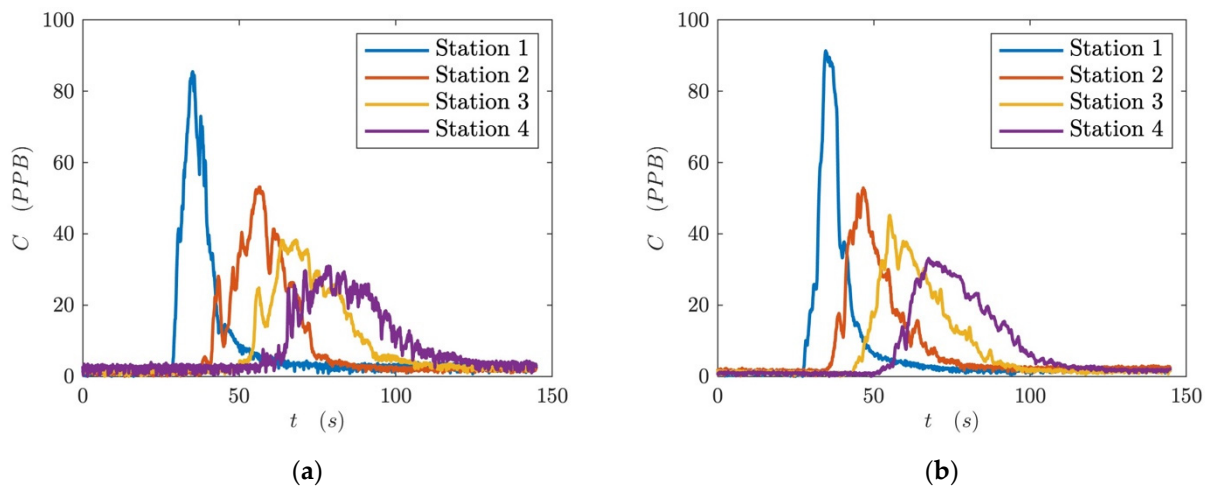 100
80
60
40
20
0
C (PPB)
Station 1
Station 2
Station 3
Station 4
0 50 100 150
t (s)
(a)
100
80
60
40
20
0
C (PPB)
Station 1
Station 2
Station 3
Station 4
0 50 100 150
t (s)
(b)